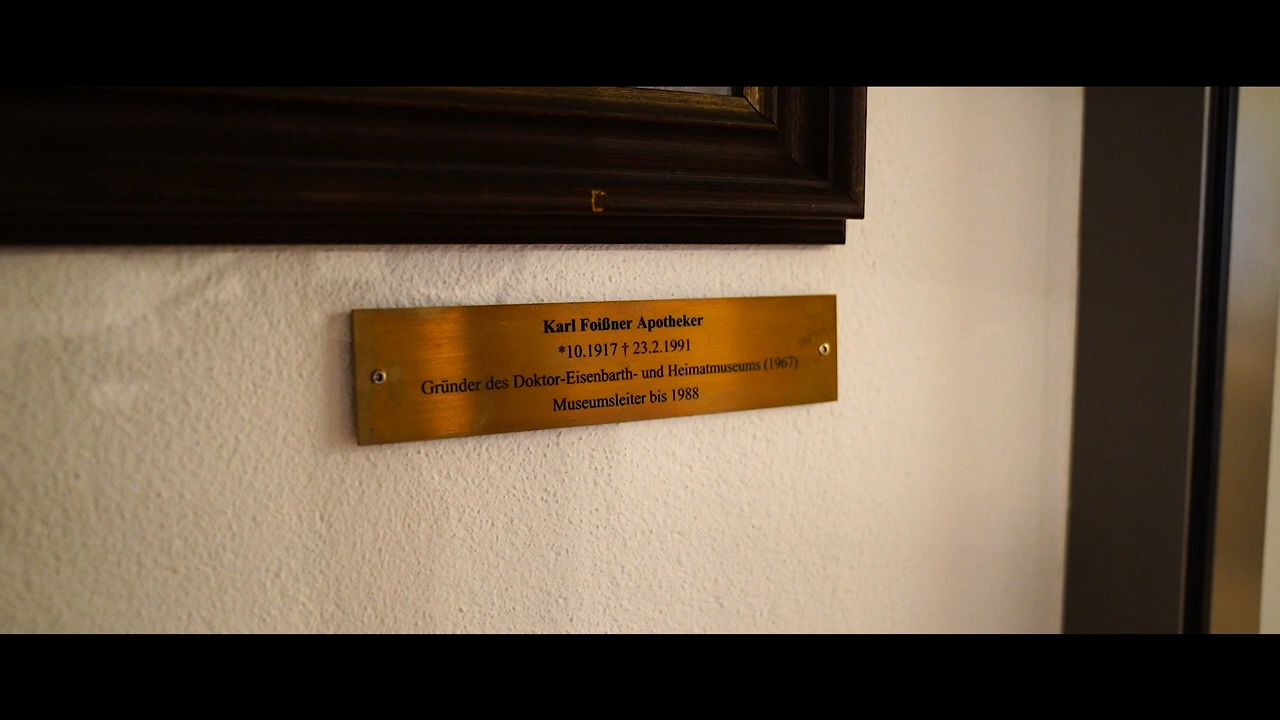 Karl Foißner Apotheker
*10.1917 † 23.2.1991
Gründer des Doktor-Eisenbarth- und Heimatmuseums (1967)
Museumsleiter bis 1988